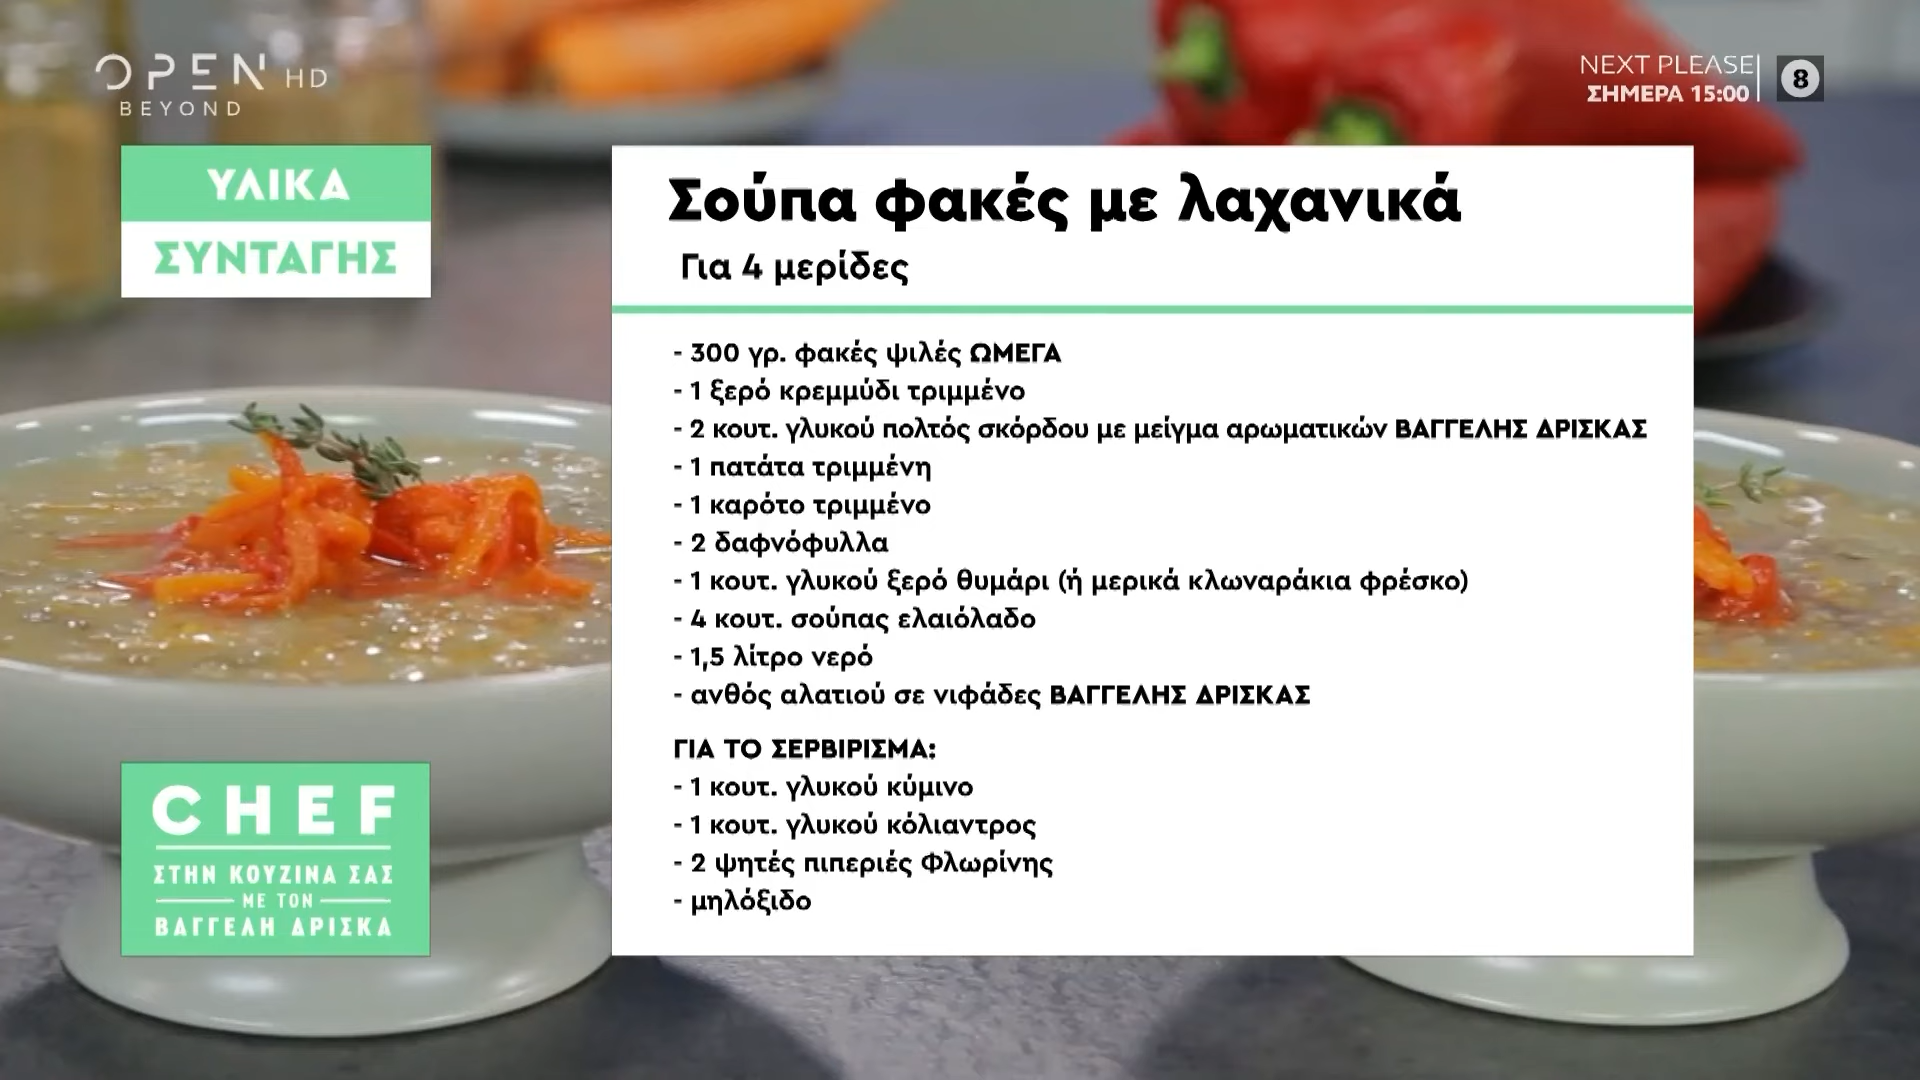 OPEN HD
BEYOND
NEXT PLEASE
ΣΗΜΕΡΑ 15:00
8
ΥΛΙΚΑ
ΣΥΝΤΑΓΗΣ
Σούπα φακές με λαχανικά
Για 4 μερίδες
- 300 γρ. φακές ψιλές ΩΜΕΓΑ
- 1 ξερό κρεμμύδι τριμμένο
- 2 κουτ. γλυκού πολτός σκόρδου με μείγμα αρωματικών ΒΑΓΓΕΛΗΣ ΔΡΙΣΚΑΣ
- 1 πατάτα τριμμένη
- 1 καρότο τριμμένο
- 2 δαφνόφυλλα
- 1 κουτ. γλυκού ξερό θυμάρι (ή μερικά κλωναράκια φρέσκο)
- 4 κουτ. σούπας ελαιόλαδο
- 1,5 λίτρο νερό
- ανθός αλατιού σε νιφάδες ΒΑΓΓΕΛΗΣ ΔΡΙΣΚΑΣ
ΓΙΑ ΤΟ ΣΕΡΒΙΡΙΣΜΑ:
- 1 κουτ. γλυκού κύμινο
- 1 κουτ. γλυκού κόλιαντρος
- 2 ψητές πιπεριές Φλωρίνης
- μηλόξιδο
CHEF
ΣΤΗΝ ΚΟΥΖΙΝΑ ΣΑΣ
ΜΕ ΤΟΝ
ΒΑΓΓΕΛΗ ΔΡΙΣΚΑ